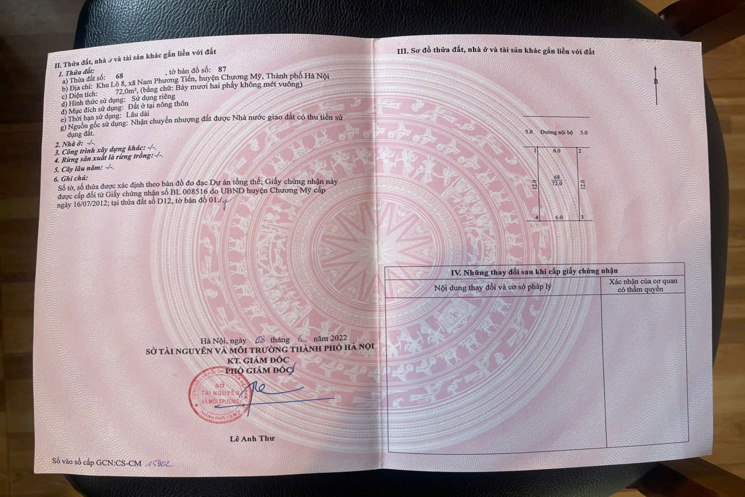 II. Thửa đất, nhà ở và tài sản khác gắn liền với đất
1. Thửa đất:
a) Thửa đất số: 68 , tờ bản đồ số: 87
b) Địa chỉ: Khu Lô 8, xã Nam Phương Tiến, huyện Chương Mỹ, Thành phố Hà Nội
c) Diện tích: 72,0m², (bằng chữ: Bảy mươi hai phẩy không mét vuông)
d) Hình thức sử dụng: Sử dụng riêng
đ) Mục đích sử dụng: Đất ở tại nông thôn
e) Thời hạn sử dụng: Lâu dài
g) Nguồn gốc sử dụng: Nhận chuyển nhượng đất được Nhà nước giao đất có thu tiền sử
dụng đất.
2. Nhà ở: -/-.
3. Công trình xây dựng khác: -/-.
4. Rừng sản xuất là rừng trồng: -/-.
5. Cây lâu năm: -/-.
6. Ghi chú:
Số tờ, số thửa được xác định theo bản đồ đo đạc Dự án tổng thể; Giấy chứng nhận này
được cấp đổi từ Giấy chứng nhận số BL 008516 do UBND huyện Chương Mỹ cấp
ngày 16/07/2012; tại thửa đất số D12, tờ bản đồ 01./.
Hà Nội, ngày 08 tháng 6 năm 2022
SỞ TÀI NGUYÊN VÀ MÔI TRƯỜNG THÀNH PHỐ HÀ NỘI
KT. GIÁM ĐỐC
PHÓ GIÁM ĐỐC
SỞ
TÀI NGUYÊN
VÀ MÔI TRƯỜNG
Lê Anh Thư
Số vào sổ cấp GCN:CS-CM 15902
III. Sơ đồ thửa đất, nhà ở và tài sản khác gắn liền với đất
B
5.0 Đường nội bộ 5.0
1 6.0 2
12.0 68 12.0
72.0
4 6.0 3
IV. Những thay đổi sau khi cấp giấy chứng nhận
Nội dung thay đổi và cơ sở pháp lý
Xác nhận của cơ quan
có thẩm quyền